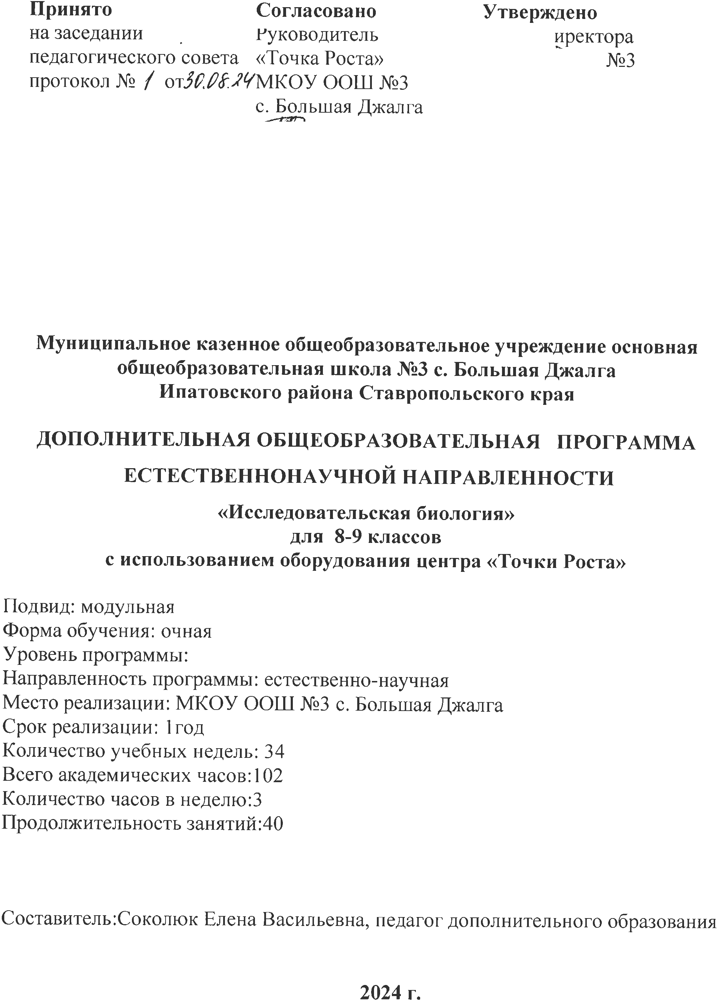 Принято
на заседании
педагогического совета
протокол № 1 от 30.08.24
Согласовано
Руководитель
«Точка Роста»
МКОУ ООШ №3
с. Большая Джалга
Утверждено
иректора
№3
Муниципальное казенное общеобразовательное учреждение основная
общеобразовательная школа №3 с. Большая Джалга
Ипатовского района Ставропольского края
ДОПОЛНИТЕЛЬНАЯ ОБЩЕОБРАЗОВАТЕЛЬНАЯ ПРОГРАММА
ЕСТЕСТВЕННОНАУЧНОЙ НАПРАВЛЕННОСТИ
«Исследовательская биология»
для 8-9 классов
с использованием оборудования центра «Точки Роста»
Подвид: модульная
Форма обучения: очная
Уровень программы:
Направленность программы: естественно-научная
Место реализации: МКОУ ООШ №3 с. Большая Джалга
Срок реализации: 1год
Количество учебных недель: 34
Всего академических часов:102
Количество часов в неделю:3
Продолжительность занятий:40
Составитель:Соколюк Елена Васильевна, педагог дополнительного образования
2024 г.